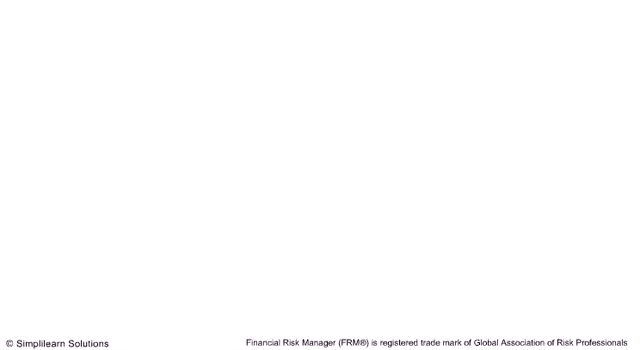 © Simplilearn Solutions
Financial Risk Manager (FRM®) is registered trade mark of Global Association of Risk Professionals